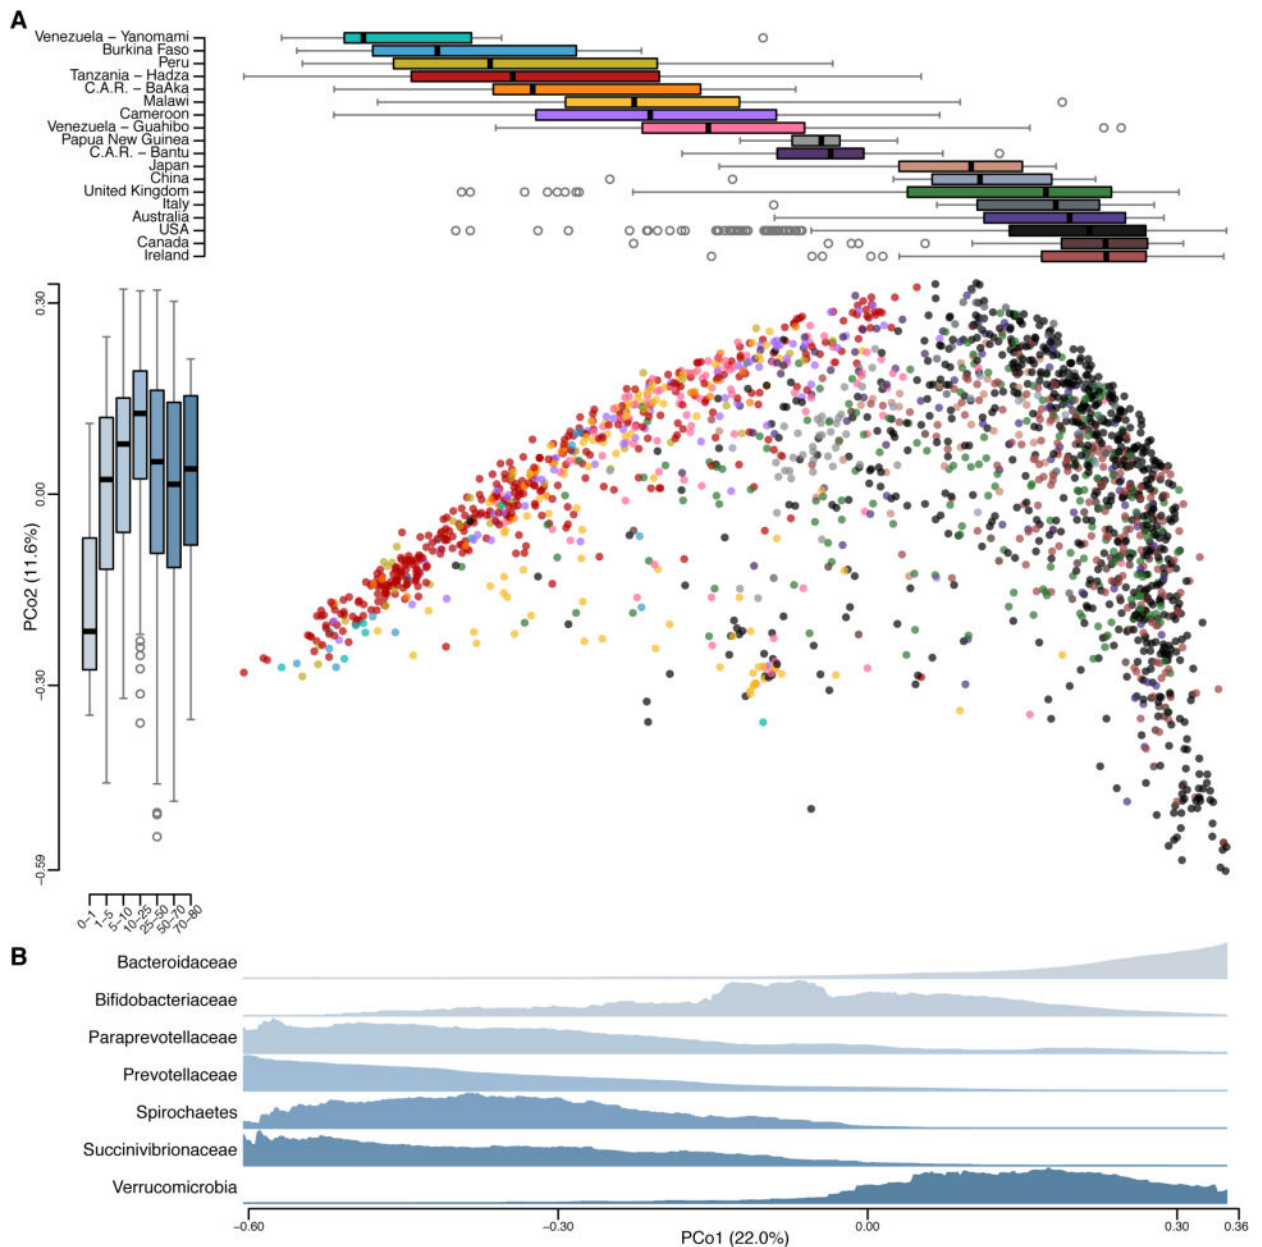 A
Venezuela – Yanomami
Burkina Faso
Peru
Tanzania – Hadza
C.A.R. – BaAka
Malawi
Cameroon
Venezuela – Guahibo
Papua New Guinea
C.A.R. – Bantu
Japan
China
United Kingdom
Italy
Australia
USA
Canada
Ireland
0.30
0.00
−0.30
−0.59
PCo2 (11.6%)
0−1
1−5
5−10
10−25
25−50
50−70
70−80
B
Bacteroidaceae
Bifidobacteriaceae
Paraprevotellaceae
Prevotellaceae
Spirochaetes
Succinivibrionaceae
Verrucomicrobia
−0.60 −0.30 0.00 0.30 0.36
PCo1 (22.0%)